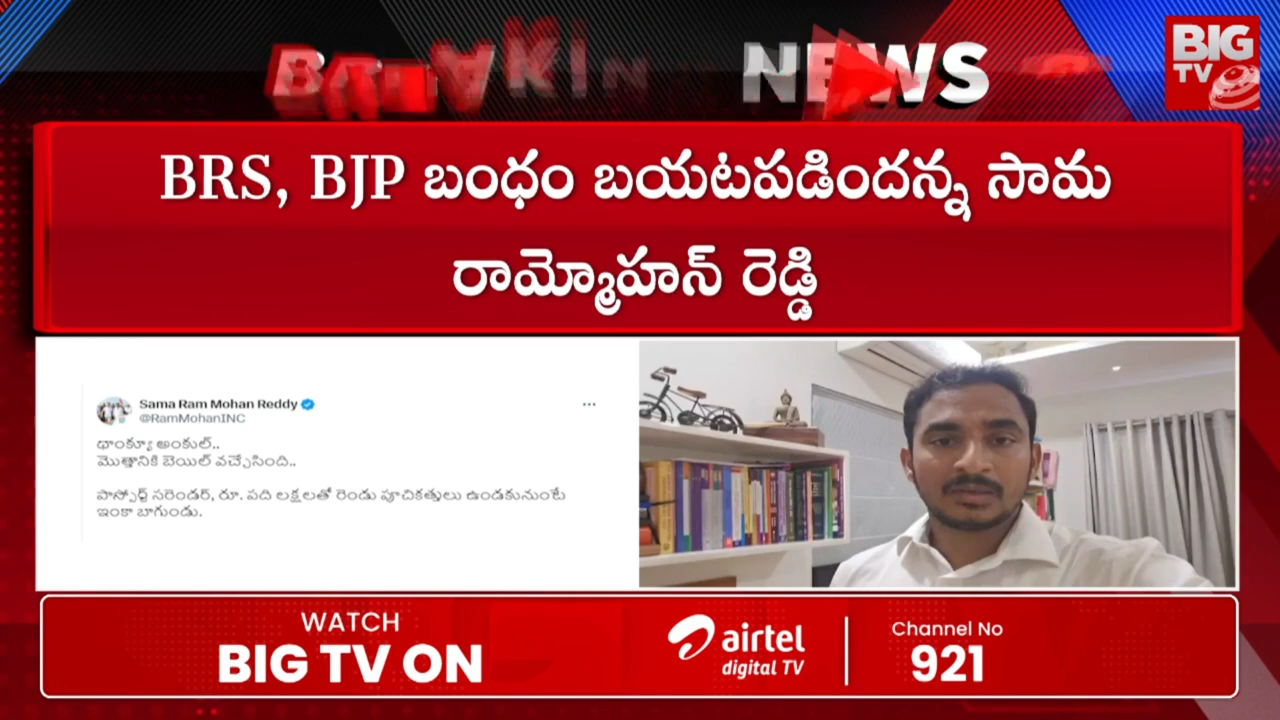 NEWS
BIG
TV
BRS, BJP బంధం బయటపడిందన్న సామ
రామ్మోహన్ రెడ్డి
Sama Ram Mohan Reddy
@RamMohanINC
థాంక్యూ అంకుల్..
మొత్తానికి బెయిల్ వచ్చేసింది..
పాస్పోర్ట్ సరెండర్, రూ. పది లక్షలతో రెండు పూచికత్తులు ఉండకునుంటే
ఇంకా బాగుండు.
WATCH
BIG TV ON
airtel
digital TV
Channel No
921